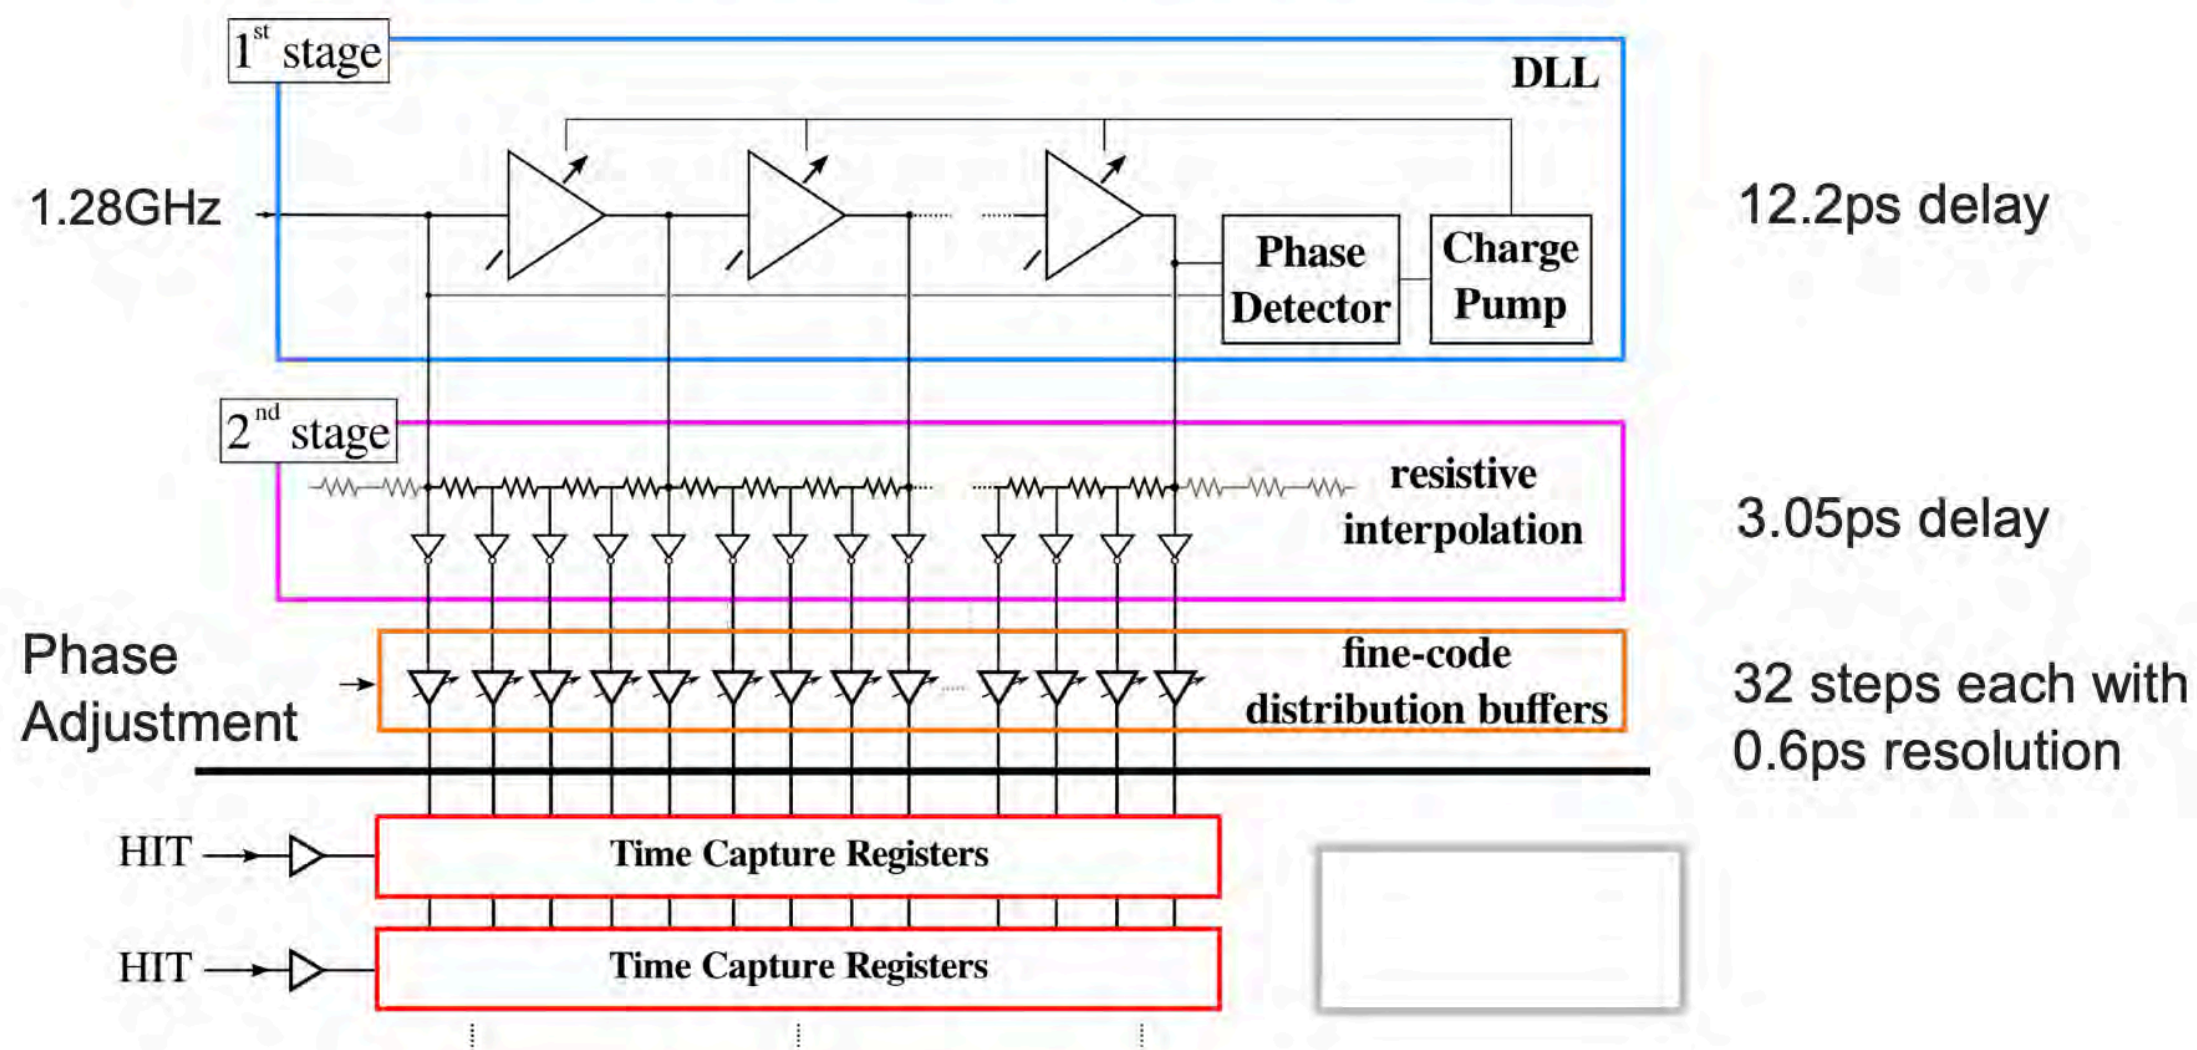 1st stage
DLL
1.28GHz
Phase
Detector
Charge
Pump
12.2ps delay
2nd stage
resistive
interpolation
3.05ps delay
Phase
Adjustment
fine-code
distribution buffers
32 steps each with
0.6ps resolution
HIT
Time Capture Registers
HIT
Time Capture Registers